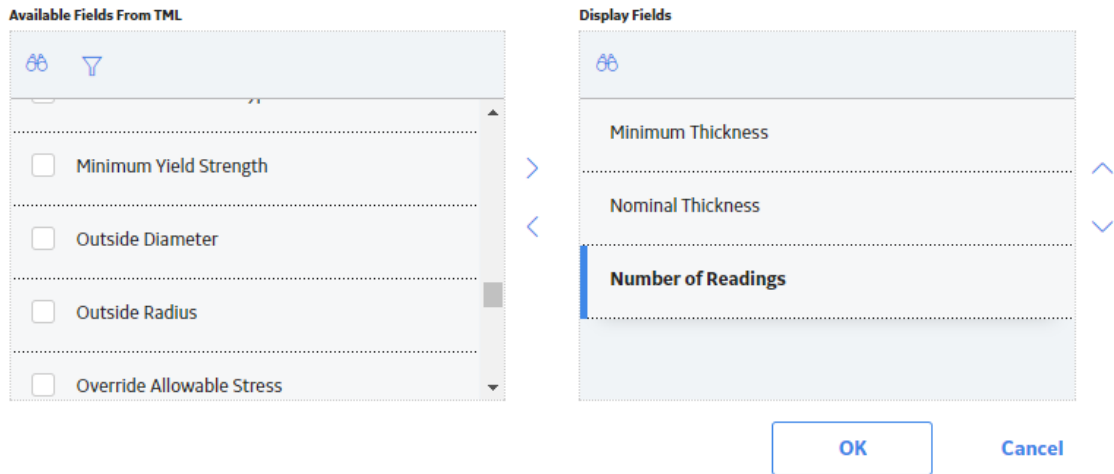 Available Fields From TML
Minimum Yield Strength
Outside Diameter
Outside Radius
Override Allowable Stress
Display Fields
Minimum Thickness
Nominal Thickness
Number of Readings
OK
Cancel